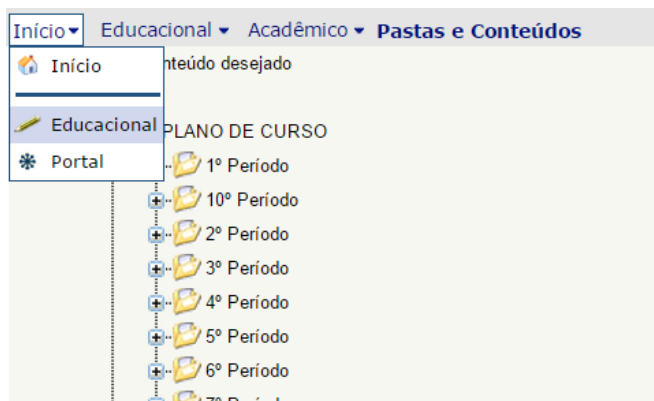 Início Educacional Acadêmico Pastas e Conteúdos
Início
nteúdo desejado
Educacional
PLANO DE CURSO
Portal
1º Período
10º Período
2º Período
3º Período
4º Período
5º Período
6º Período